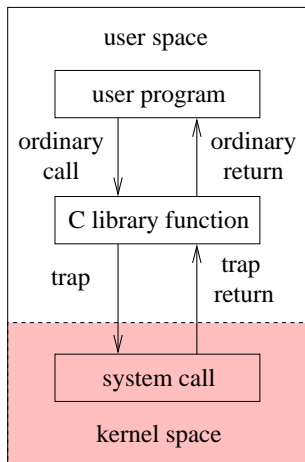 user space
user program
ordinary
call
ordinary
return
C library function
trap
trap
return
system call
kernel space